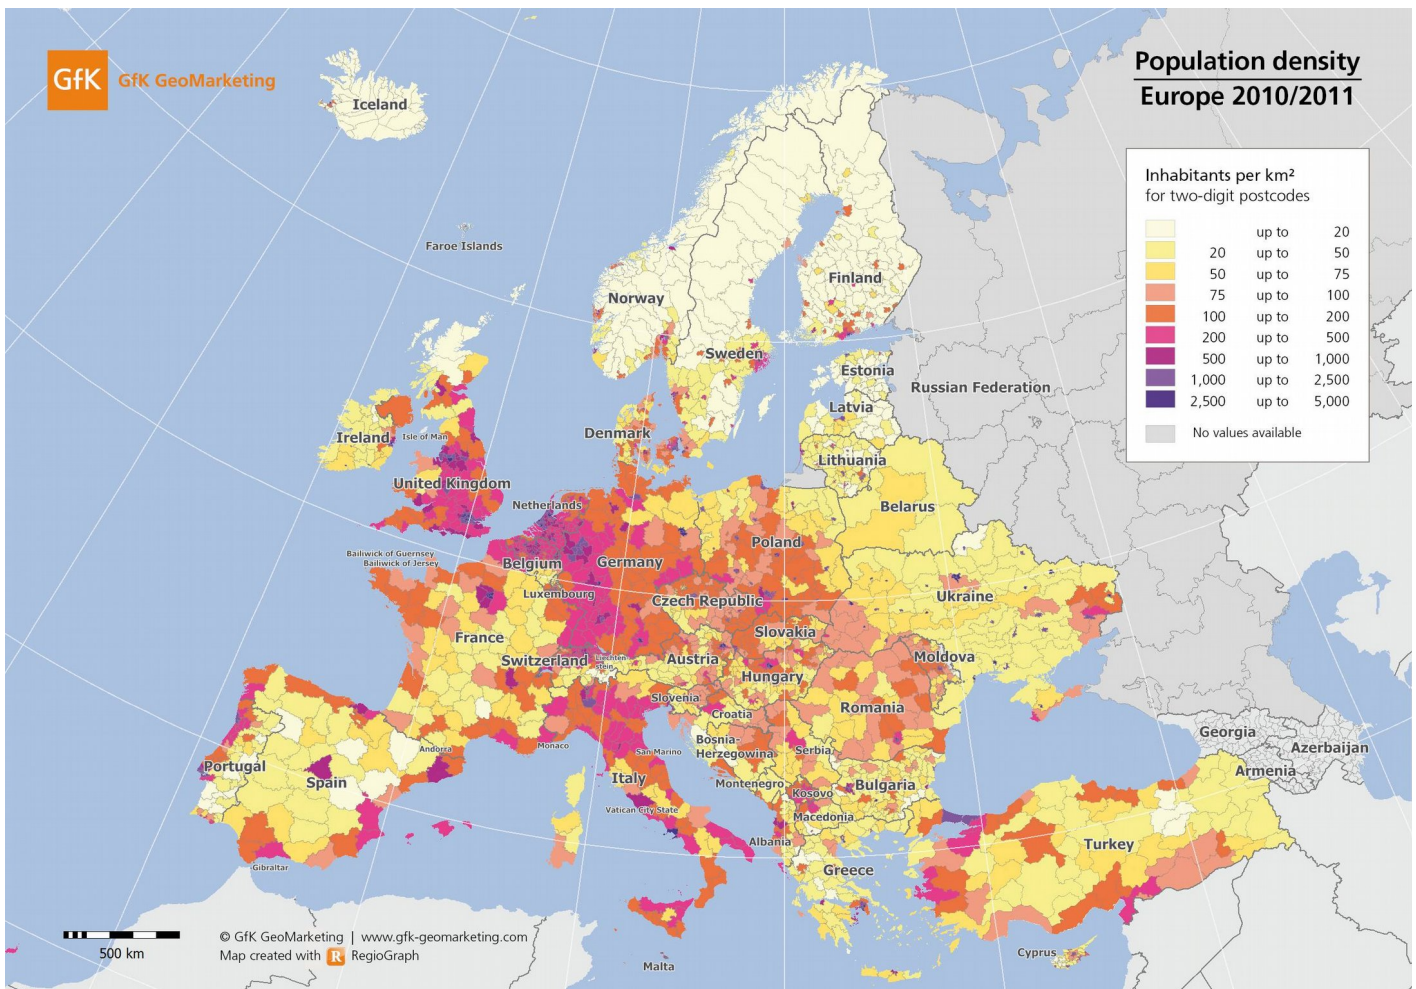 GfK GfK GeoMarketing
Population density
Europe 2010/2011
Inhabitants per km²
for two-digit postcodes
up to 20
20 up to 50
50 up to 75
75 up to 100
100 up to 200
200 up to 500
500 up to 1,000
1,000 up to 2,500
2,500 up to 5,000
No values available
Iceland
Faroe Islands
Norway
Finland
Sweden
Estonia
Russian Federation
Latvia
Denmark
Ireland
Isle of Man
Lithuania
United Kingdom
Netherlands
Belarus
Poland
Bailiwick of Guernsey
Bailiwick of Jersey
Belgium
Germany
Luxembourg
Czech Republic
Ukraine
France
Slovakia
Switzerland
Liechten-
stein
Austria
Moldova
Hungary
Slovenia
Romania
Croatia
Georgia
Monaco
San Marino
Bosnia-
Herzegowina
Serbia
Azerbaijan
Andorra
Portugal
Spain
Italy
Montenegro
Kosovo
Bulgaria
Armenia
Vatican City State
Macedonia
Albania
Turkey
Gibraltar
Greece
Malta
Cyprus
500 km
© GfK GeoMarketing | www.gfk-geomarketing.com
Map created with R RegioGraph